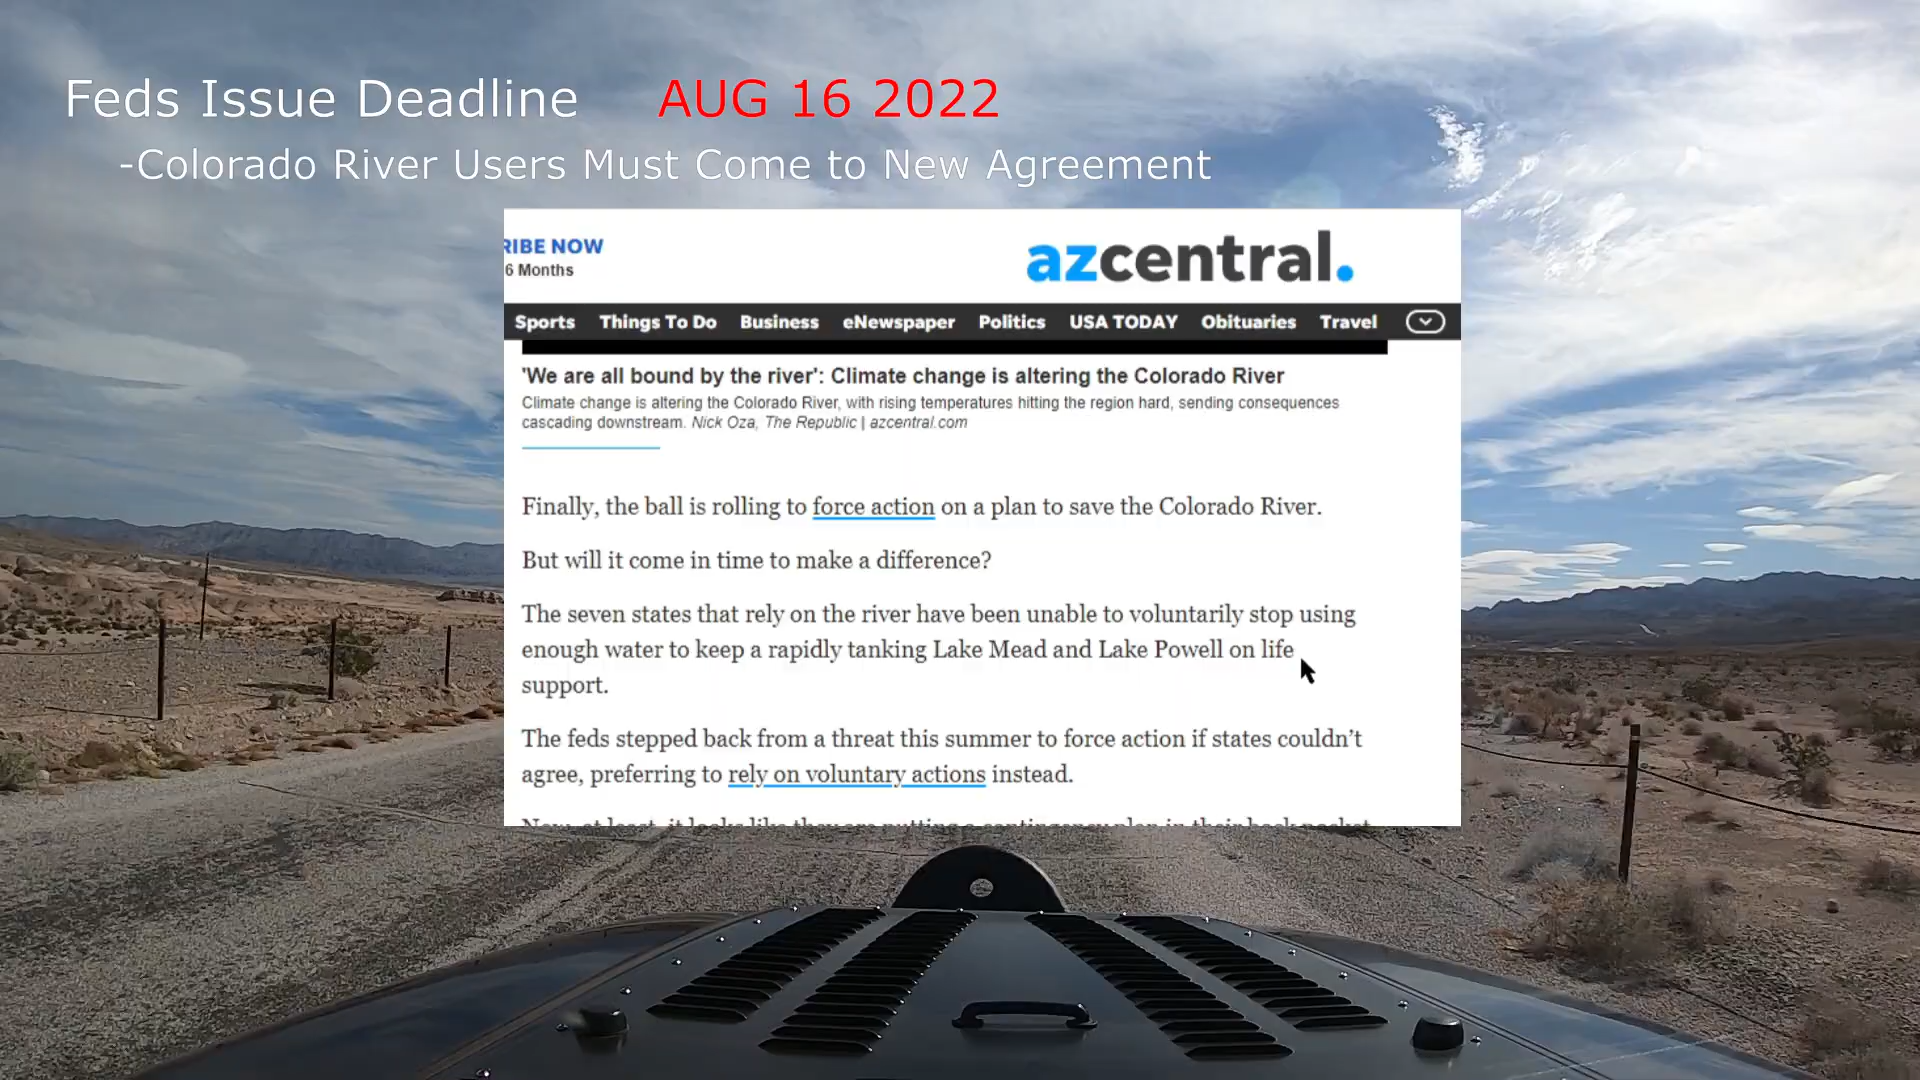 Feds Issue Deadline AUG 16 2022
-Colorado River Users Must Come to New Agreement
RIBE NOW
6 Months
azcentral.
Sports Things To Do Business eNewspaper Politics USA TODAY Obituaries Travel
'We are all bound by the river': Climate change is altering the Colorado River
Climate change is altering the Colorado River, with rising temperatures hitting the region hard, sending consequences
cascading downstream. Nick Oza, The Republic | azcentral.com
Finally, the ball is rolling to force action on a plan to save the Colorado River.
But will it come in time to make a difference?
The seven states that rely on the river have been unable to voluntarily stop using
enough water to keep a rapidly tanking Lake Mead and Lake Powell on life
support.
The feds stepped back from a threat this summer to force action if states couldn't
agree, preferring to rely on voluntary actions instead.